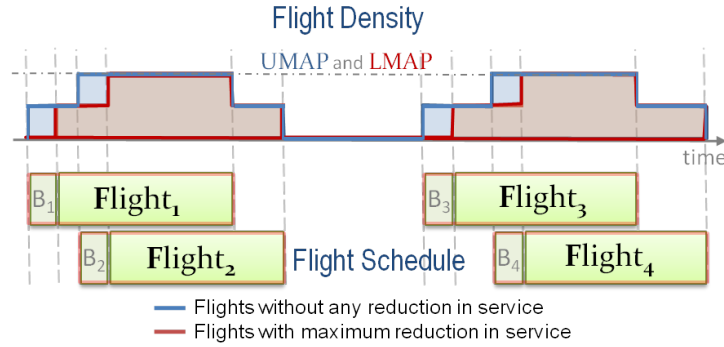 Flight Density
UMAP and LMAP
time
B1 Flight1
B3 Flight3
B2 Flight2
Flight Schedule
B4 Flight4
Flights without any reduction in service
Flights with maximum reduction in service